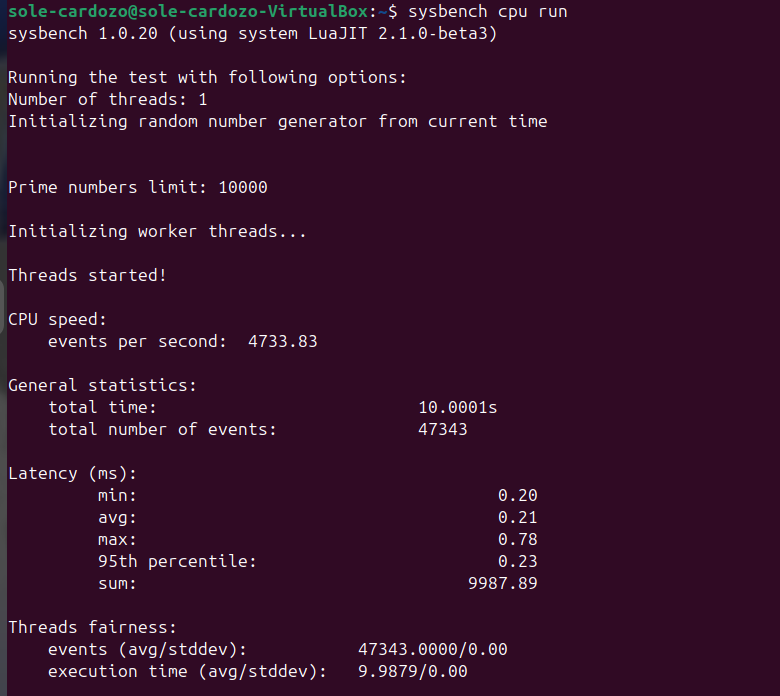 sole-cardozo@sole-cardozo-VirtualBox:~$ sysbench cpu run
sysbench 1.0.20 (using system LuaJIT 2.1.0-beta3)
Running the test with following options:
Number of threads: 1
Initializing random number generator from current time
Prime numbers limit: 10000
Initializing worker threads...
Threads started!
CPU speed:
events per second: 4733.83
General statistics:
total time: 10.0001s
total number of events: 47343
Latency (ms):
min: 0.20
avg: 0.21
max: 0.78
95th percentile: 0.23
sum: 9987.89
Threads fairness:
events (avg/stddev): 47343.0000/0.00
execution time (avg/stddev): 9.9879/0.00